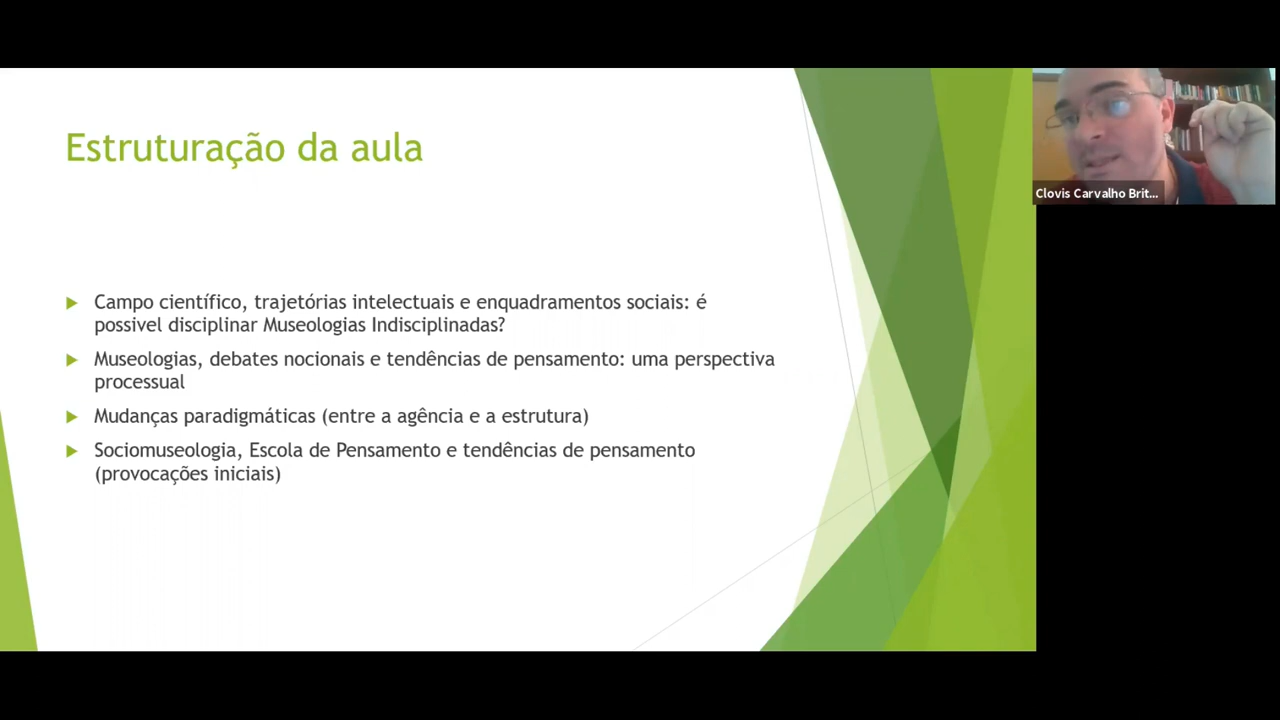 Estruturação da aula
Campo científico, trajetórias intelectuais e enquadramentos sociais: é
possivel disciplinar Museologias Indisciplinadas?
Museologias, debates nocionais e tendências de pensamento: uma perspectiva
processual
Mudanças paradigmáticas (entre a agência e a estrutura)
Sociomuseologia, Escola de Pensamento e tendências de pensamento
(provocações iniciais)
Clovis Carvalho Brit...